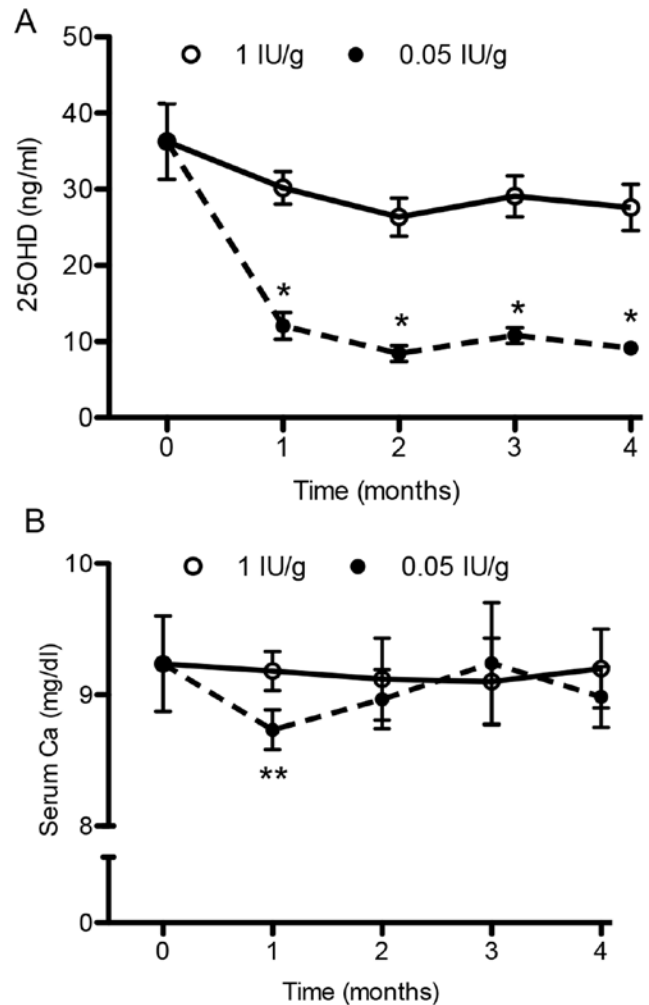 A
50
1 IU/g 0.05 IU/g
40
30
20
10
0
25OHD (ng/ml)
* * * *
0 1 2 3 4
Time (months)
B
10
1 IU/g 0.05 IU/g
9
8
0
Serum Ca (mg/dl)
**
0 1 2 3 4
Time (months)